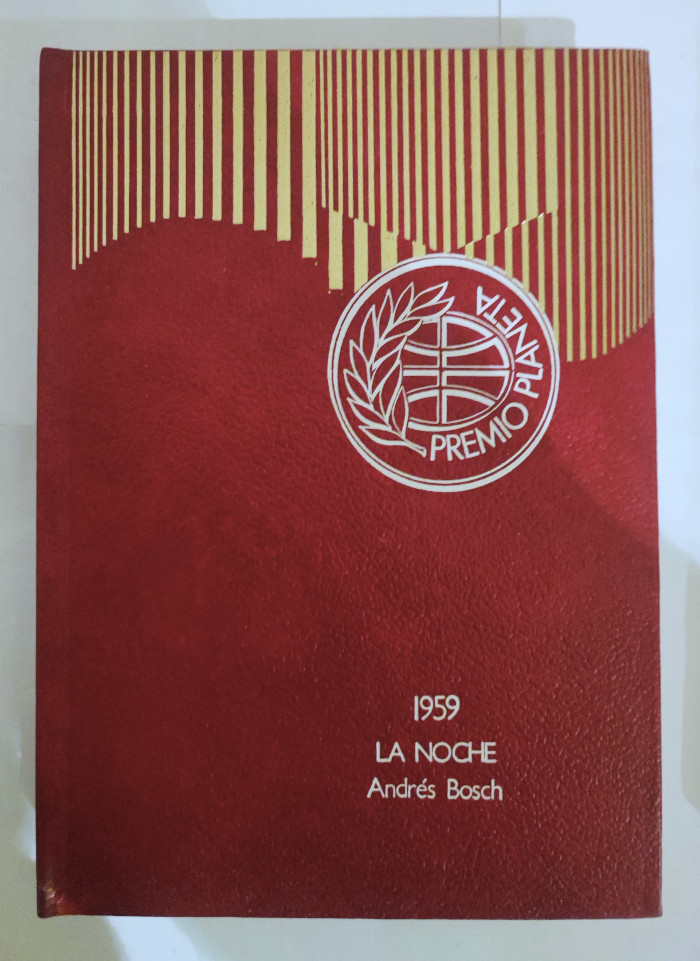 PREMIO PLANETA
1959
LA NOCHE
Andrés Bosch